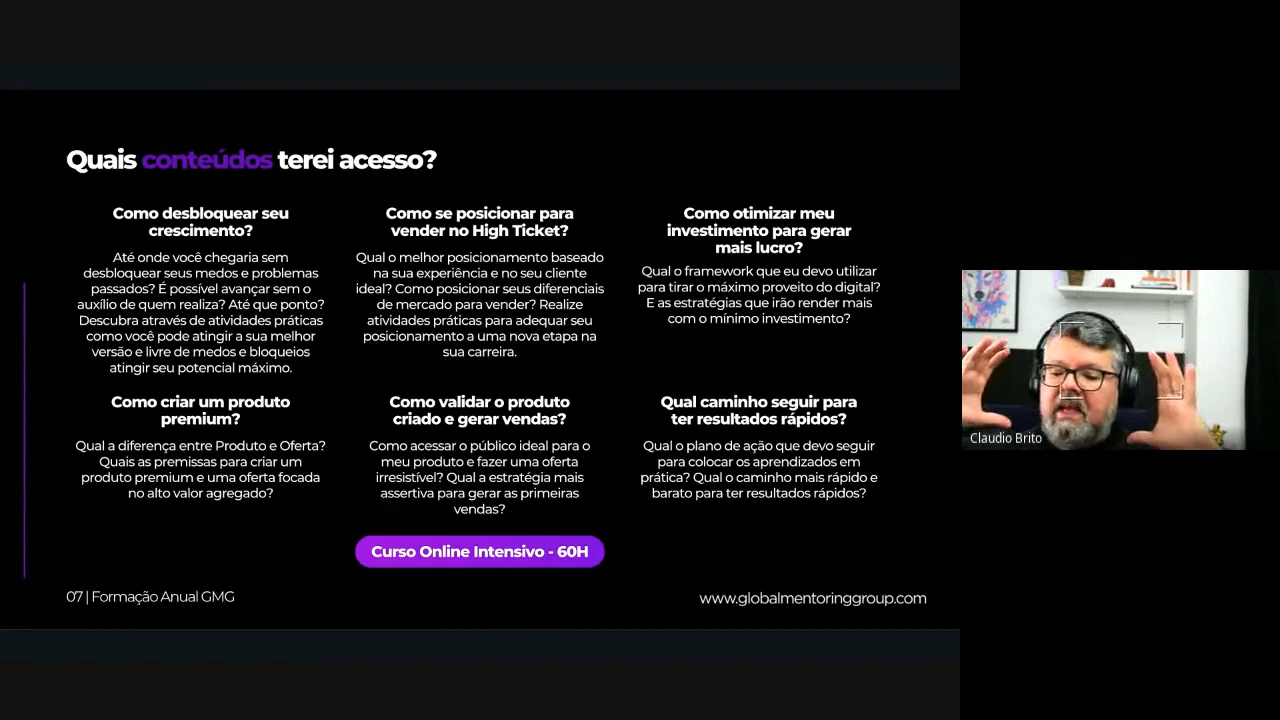 Quais conteúdos terei acesso?
Como desbloquear seu
crescimento?
Até onde você chegaria sem
desbloquear seus medos e problemas
passados? É possível avançar sem o
auxílio de quem realiza? Até que ponto?
Descubra através de atividades práticas
como você pode atingir a sua melhor
versão e livre de medos e bloqueios
atingir seu potencial máximo.
Como se posicionar para
vender no High Ticket?
Qual o melhor posicionamento baseado
na sua experiência e no seu cliente
ideal? Como posicionar seus diferenciais
de mercado para vender? Realize
atividades práticas para adequar seu
posicionamento a uma nova etapa na
sua carreira.
Como otimizar meu
investimento para gerar
mais lucro?
Qual o framework que eu devo utilizar
para tirar o máximo proveito do digital?
E as estratégias que irão render mais
com o mínimo investimento?
Como criar um produto
premium?
Qual a diferença entre Produto e Oferta?
Quais as premissas para criar um
produto premium e uma oferta focada
no alto valor agregado?
Como validar o produto
criado e gerar vendas?
Como acessar o público ideal para o
meu produto e fazer uma oferta
irresistível? Qual a estratégia mais
assertiva para gerar as primeiras
vendas?
Qual caminho seguir para
ter resultados rápidos?
Qual o plano de ação que devo seguir
para colocar os aprendizados em
prática? Qual o caminho mais rápido e
barato para ter resultados rápidos?
Curso Online Intensivo - 60H
07 | Formação Anual GMG
www.globalmentoringgroup.com
Claudio Brito